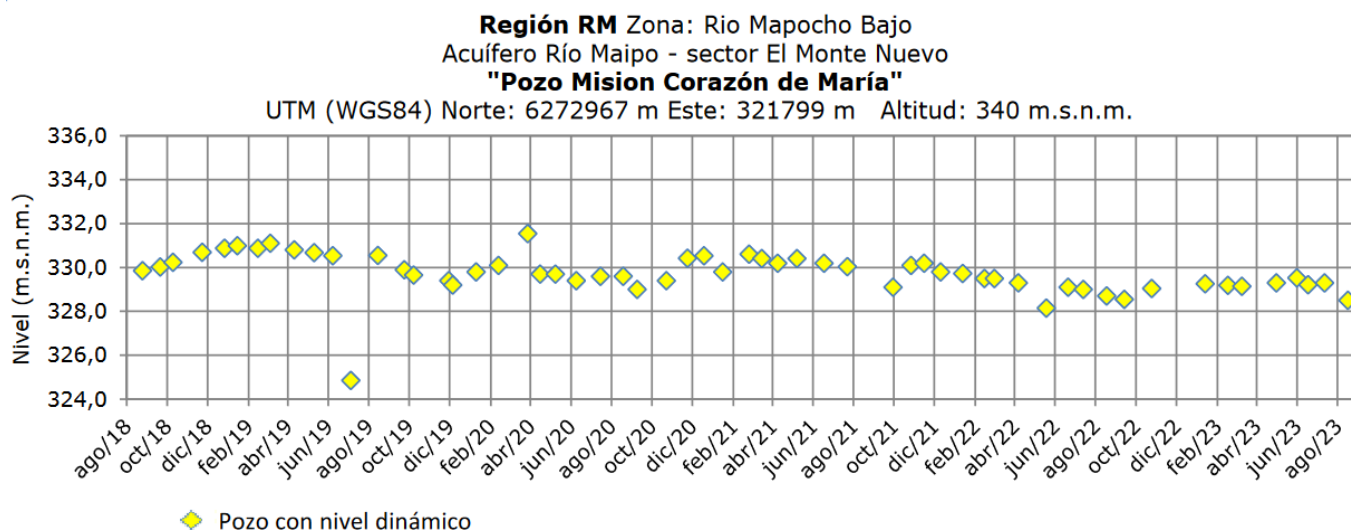 Región RM Zona: Rio Mapocho Bajo
Acuífero Río Maipo - sector El Monte Nuevo
"Pozo Mision Corazón de María"
UTM (WGS84) Norte: 6272967 m Este: 321799 m Altitud: 340 m.s.n.m.
Nivel (m.s.n.m.)
336,0
334,0
332,0
330,0
328,0
326,0
324,0
ago/18
oct/18
dic/18
feb/19
abr/19
jun/19
ago/19
oct/19
dic/19
feb/20
abr/20
jun/20
ago/20
oct/20
dic/20
feb/21
abr/21
jun/21
ago/21
oct/21
dic/21
feb/22
abr/22
jun/22
ago/22
oct/22
dic/22
feb/23
abr/23
jun/23
ago/23
Pozo con nivel dinámico